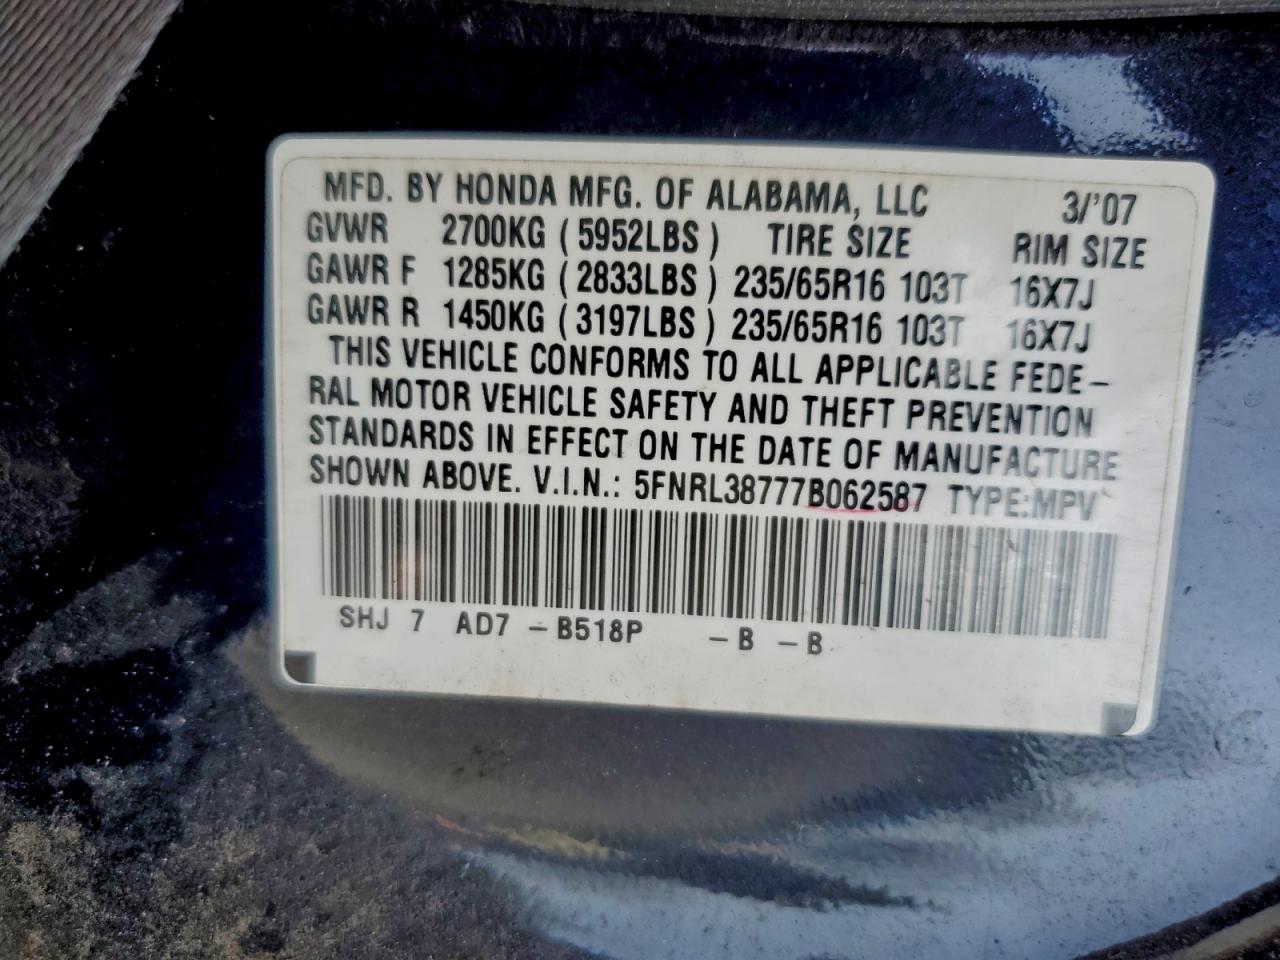 MFD. BY HONDA MFG. OF ALABAMA, LLC 3/'07
GVWR 2700KG (5952LBS) TIRE SIZE RIM SIZE
GAWR F 1285KG (2833LBS) 235/65R16 103T 16X7J
GAWR R 1450KG (3197LBS) 235/65R16 103T 16X7J
THIS VEHICLE CONFORMS TO ALL APPLICABLE FEDE-
RAL MOTOR VEHICLE SAFETY AND THEFT PREVENTION
STANDARDS IN EFFECT ON THE DATE OF MANUFACTURE
SHOWN ABOVE. V.I.N.: 5FNRL38777B062587 TYPE:MPV
SHJ 7 AD7 -B518P -B -B